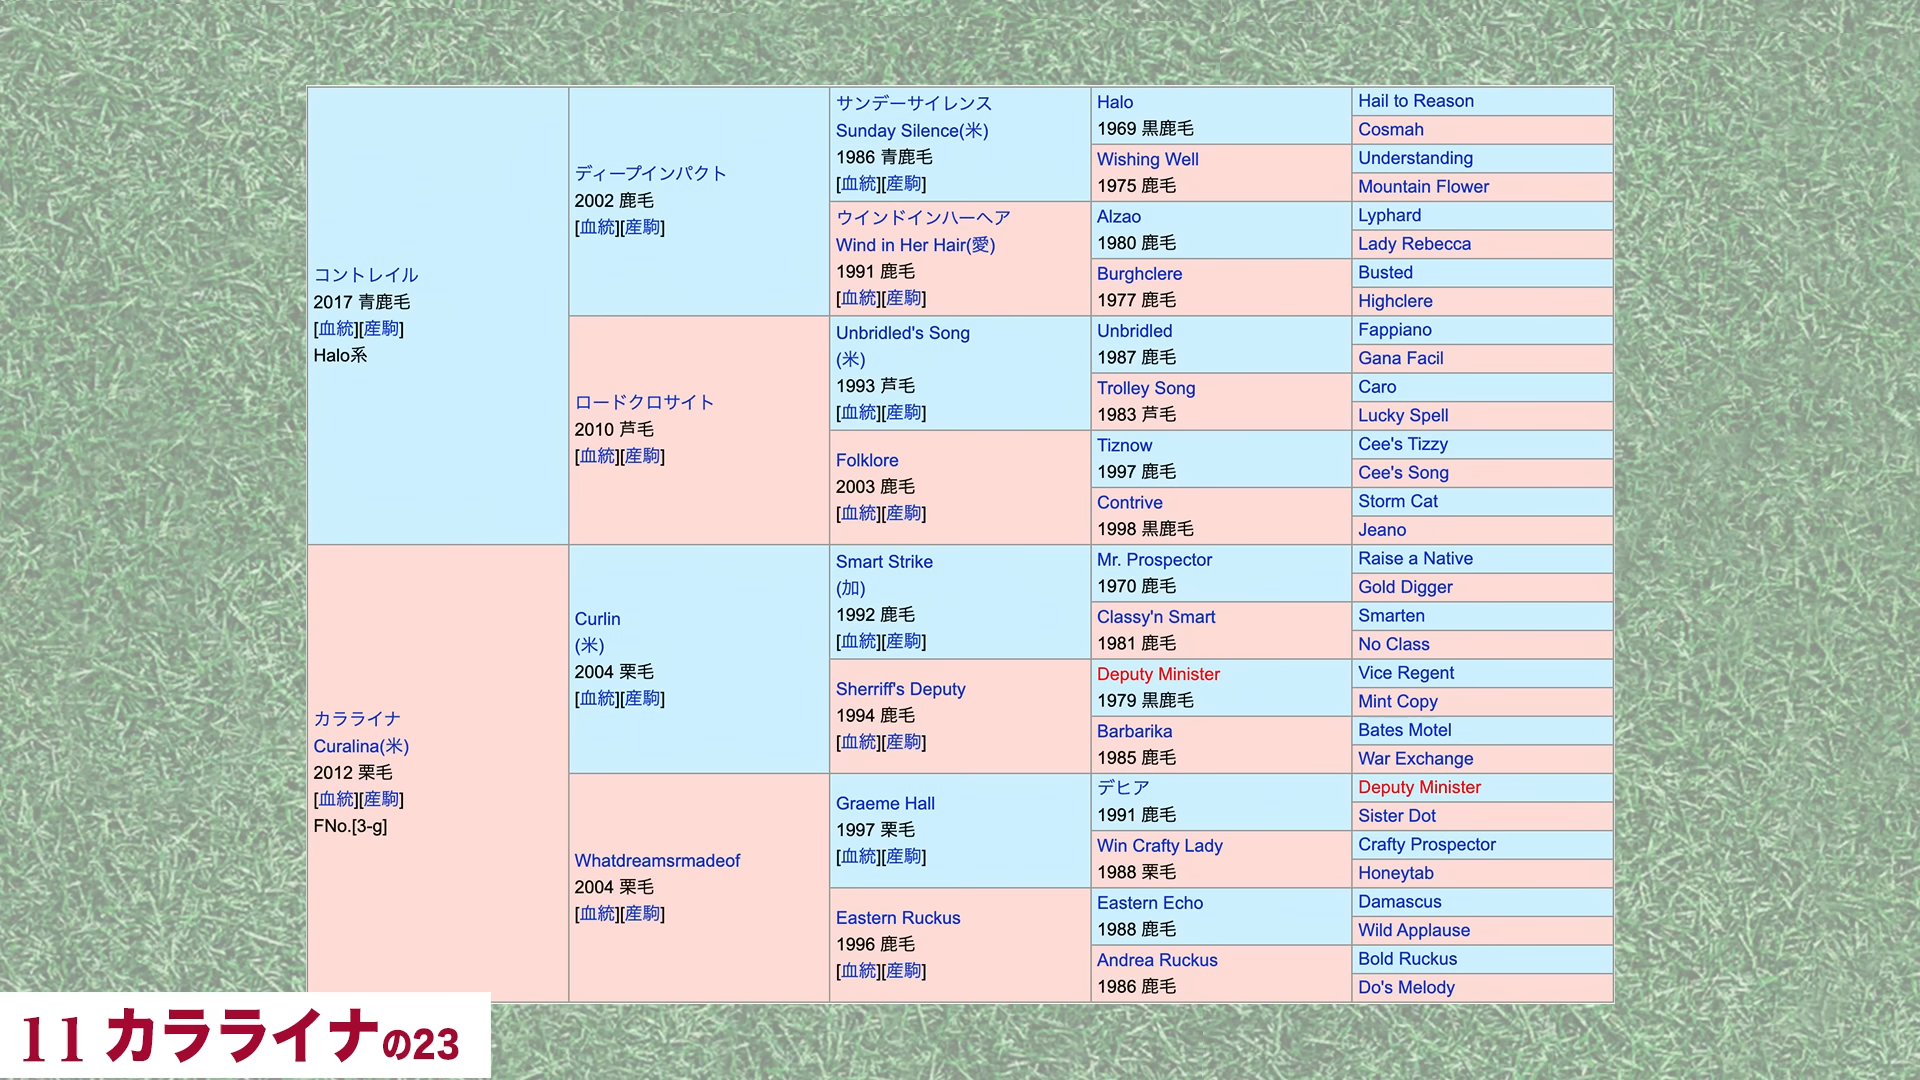 コントレイル
2017 青鹿毛
[血統][産駒]
Halo系
ディープインパクト
2002 鹿毛
[血統][産駒]
サンデーサイレンス
Sunday Silence(米)
1986 青鹿毛
[血統][産駒]
Halo
1969 黒鹿毛
Hail to Reason
Cosmah
Wishing Well
1975 鹿毛
Understanding
Mountain Flower
ウインドインハーヘア
Wind in Her Hair(愛)
1991 鹿毛
[血統][産駒]
Alzao
1980 鹿毛
Lyphard
Lady Rebecca
Burghclere
1977 鹿毛
Busted
Highclere
ロードクロサイト
2010 芦毛
[血統][産駒]
Unbridled's Song
(米)
1993 芦毛
[血統][産駒]
Unbridled
1987 鹿毛
Fappiano
Gana Facil
Trolley Song
1983 芦毛
Caro
Lucky Spell
Folklore
2003 鹿毛
[血統][産駒]
Tiznow
1997 鹿毛
Cee's Tizzy
Cee's Song
Contrive
1998 黒鹿毛
Storm Cat
Jeano
カラライナ
Curalina(米)
2012 栗毛
[血統][産駒]
FNo.[3-g]
Curlin
(米)
2004 栗毛
[血統][産駒]
Smart Strike
(加)
1992 鹿毛
[血統][産駒]
Mr. Prospector
1970 鹿毛
Raise a Native
Gold Digger
Classy'n Smart
1981 鹿毛
Smarten
No Class
Sherriff's Deputy
1994 鹿毛
[血統][産駒]
Deputy Minister
1979 黒鹿毛
Vice Regent
Mint Copy
Barbarika
1985 鹿毛
Bates Motel
War Exchange
Whatdreamsrmadeof
2004 栗毛
[血統][産駒]
Graeme Hall
1997 栗毛
[血統][産駒]
デヒア
1991 鹿毛
Deputy Minister
Sister Dot
Win Crafty Lady
1988 栗毛
Crafty Prospector
Honeytab
Eastern Ruckus
1996 鹿毛
[血統][産駒]
Eastern Echo
1988 鹿毛
Damascus
Wild Applause
Andrea Ruckus
1986 鹿毛
Bold Ruckus
Do's Melody
11 カラライナの23